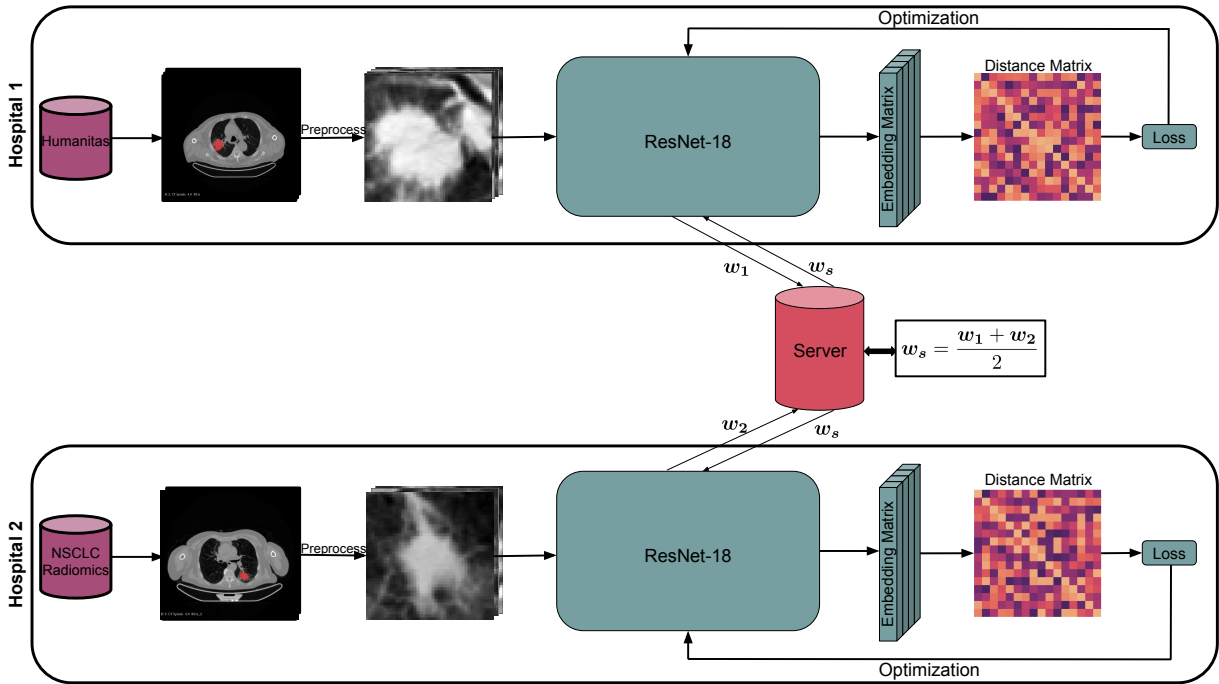 Optimization
Hospital 1
Humanitas
Preprocess
ResNet-18
Embedding Matrix
Distance Matrix
Loss
w₁
wₛ
Server
wₛ = (w₁ + w₂) / 2
w₂
wₛ
Hospital 2
NSCLC
Radiomics
Preprocess
ResNet-18
Embedding Matrix
Distance Matrix
Loss
Optimization